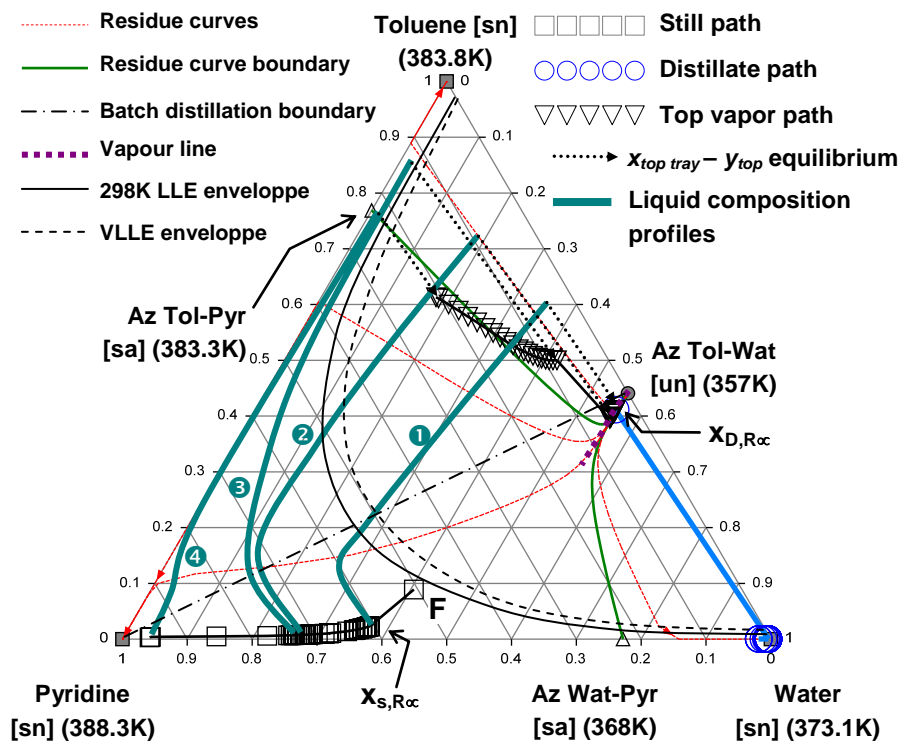 Residue curves
Residue curve boundary
Batch distillation boundary
Vapour line
298K LLE enveloppe
VLLE enveloppe
Toluene [sn]
(383.8K)
Still path
Distillate path
Top vapor path
x top tray – y top equilibrium
Liquid composition
profiles
1 0
0.9 0.1
0.8 0.2
0.7 0.3
0.6 0.4
0.5 0.5
0.4 0.6
0.3 0.7
0.2 0.8
0.1 0.9
0 1
1 0.9 0.8 0.7 0.6 0.5 0.4 0.3 0.2 0.1 0
Az Tol-Pyr
[sa] (383.3K)
Az Tol-Wat
[un] (357K)
xD,R∝
❶
❷
❸
❹
F
xs,R∝
Pyridine
[sn] (388.3K)
Az Wat-Pyr
[sa] (368K)
Water
[sn] (373.1K)